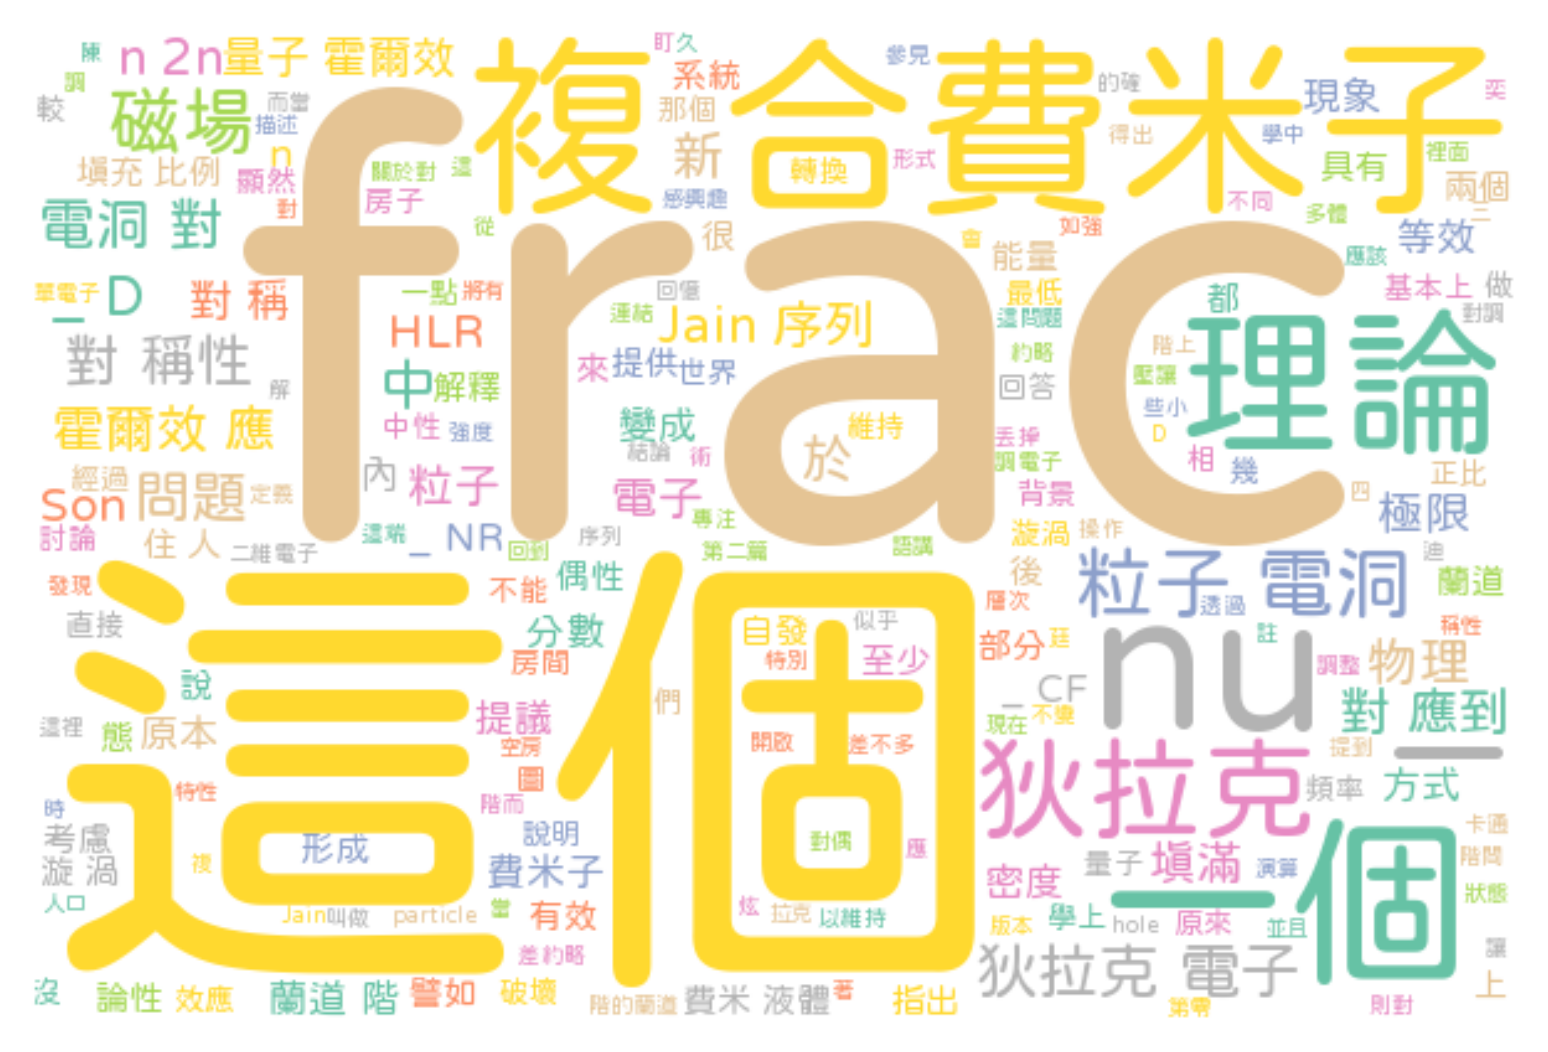 陳 n 2n 量子 霍爾效 盯久 參見
調 複合費米子 系統 的確 現象 奕
較 磁場 而當 描述 那個 得出 學中
n 新 轉換 形式 具有 裡面
填充 比例 顯然 關於對 這 感興趣 兩個
對 房子 不同 多體 二
電洞 對 從 很 會 如強 等效
frac 能量 應該
單電子 D 對 稱 一點 將有 回憶 最低 都 基本上 做
HLR 連結 Jain 序列 這問題 理論 對調
對 稱性 中 解釋 來 提供 世界 約略 階上
解 回答 壓讓
霍爾效 應 中性 強度 變成 維持 些小 D
結論 術 於 丟掉 相 幾 正比
經過 內 粒子 電子 調電子 四
Son 問題 定義 專注 背景 極限
討論 住 人 二維電子 這端 _ NR 回到 序列 第二篇 語講 漩渦 操作
發現 不能 偶性 後 粒子 電洞 透過 迪 蘭道
這個 層次
直接 分數 自發 似乎 nu 註 稱性
房間 特別 至少 部分 廷 調整 物理
說 們 _ CF
這裡 態 原本 提議 現在 不變 對 應到
空房 開啟 差不多 狄拉克 提到 一
特性 圖 頻率 方式
時 階而
考慮 形成 說明 對偶 應 一個 卡通
漩 渦 複 費米子 密度 量子 填滿 演算 階問
人口 Jain 叫做 particle 當 有效 炫 拉克 以維持 版本 學上 hole 原來 並且 狀態
差約略 狄拉克 電子 讓
沒 論性 效應 蘭道 階 譬如 破壞 階的蘭道 費米 液體 著 指出 第零 則對 上